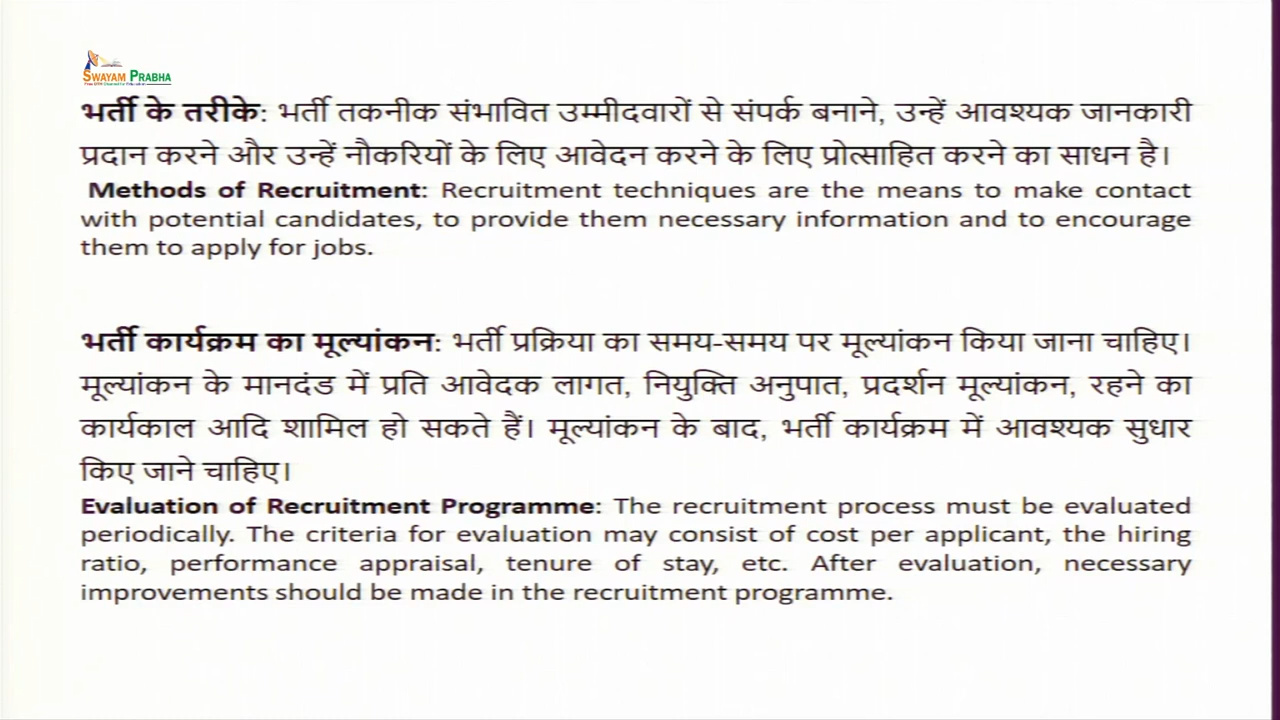 SWAYAM PRABHA
भर्ती के तरीके: भर्ती तकनीक संभावित उम्मीदवारों से संपर्क बनाने, उन्हें आवश्यक जानकारी
प्रदान करने और उन्हें नौकरियों के लिए आवेदन करने के लिए प्रोत्साहित करने का साधन है।
Methods of Recruitment: Recruitment techniques are the means to make contact
with potential candidates, to provide them necessary information and to encourage
them to apply for jobs.
भर्ती कार्यक्रम का मूल्यांकन: भर्ती प्रक्रिया का समय-समय पर मूल्यांकन किया जाना चाहिए।
मूल्यांकन के मानदंड में प्रति आवेदक लागत, नियुक्ति अनुपात, प्रदर्शन मूल्यांकन, रहने का
कार्यकाल आदि शामिल हो सकते हैं। मूल्यांकन के बाद, भर्ती कार्यक्रम में आवश्यक सुधार
किए जाने चाहिए।
Evaluation of Recruitment Programme: The recruitment process must be evaluated
periodically. The criteria for evaluation may consist of cost per applicant, the hiring
ratio, performance appraisal, tenure of stay, etc. After evaluation, necessary
improvements should be made in the recruitment programme.